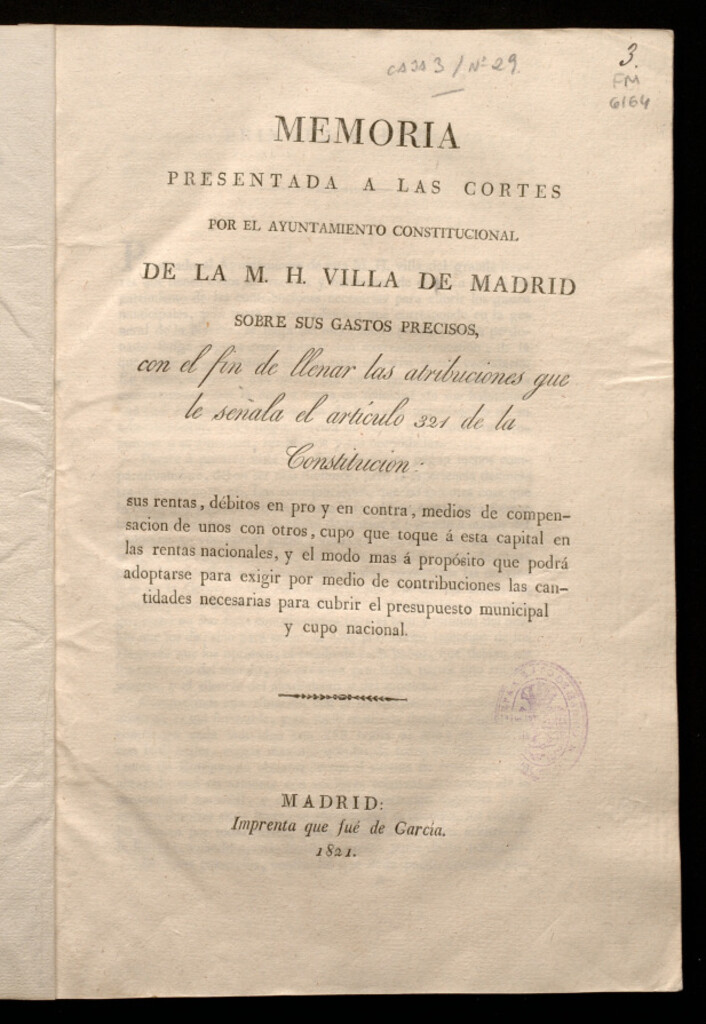 CAJA 3 / Nº 29.
3.
FM
6164
MEMORIA
PRESENTADA A LAS CORTES
POR EL AYUNTAMIENTO CONSTITUCIONAL
DE LA M. H. VILLA DE MADRID
SOBRE SUS GASTOS PRECISOS,
con el fin de llenar las atribuciones que
le señala el artículo 321 de la
Constitucion:
sus rentas, débitos en pro y en contra, medios de compen-
sacion de unos con otros, cupo que toque á esta capital en
las rentas nacionales, y el modo mas á propósito que podrá
adoptarse para exigir por medio de contribuciones las can-
tidades necesarias para cubrir el presupuesto municipal
y cupo nacional.
MADRID:
Imprenta que fué de García.
1821.